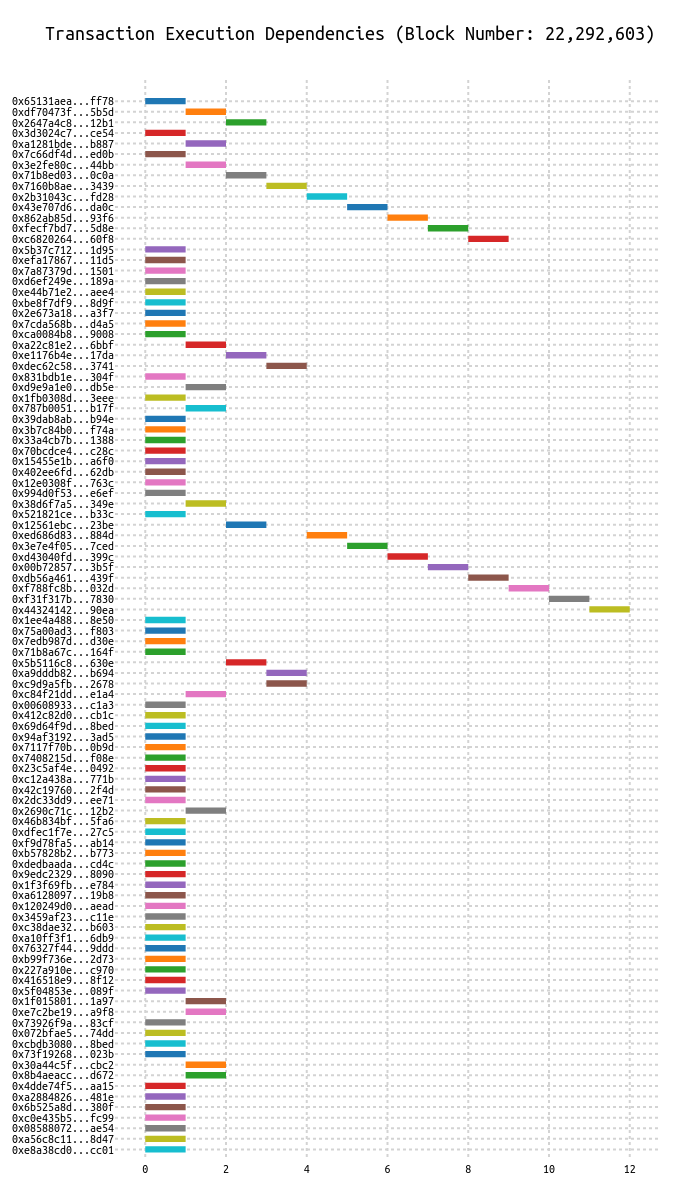 Transaction Execution Dependencies (Block Number: 22,292,603)
0x65131aea...ff78
0xdf70473f...5b5d
0x2647a4c8...12b1
0x3d3024c7...ce54
0xa1281bde...b887
0x7c66df4d...ed0b
0x3e2fe80c...44bb
0x71b8ed03...0c0a
0x7160b8ae...3439
0x2b31043c...fd28
0x43e707d6...da0c
0x862ab85d...93f6
0xfecf7bd7...5d8e
0xc6820264...60f8
0x5b37c712...1d95
0xefa17867...11d5
0x7a87379d...1501
0xd6ef249e...189a
0xe44b71e2...aee4
0xbe8f7df9...8d9f
0x2e673a18...a3f7
0x7cda568b...d4a5
0xca0084b8...9008
0xa22c81e2...6bbf
0xe1176b4e...17da
0xdec62c58...3741
0x831bdb1e...304f
0xd9e9a1e0...db5e
0x1fb0308d...3eee
0x787b0051...b17f
0x39dab8ab...b94e
0x3b7c84b0...f74a
0x33a4cb7b...1388
0x70bcdce4...c28c
0x15455e1b...a6f0
0x402ee6fd...62db
0x12e0308f...763c
0x994d0f53...e6ef
0x38d6f7a5...349e
0x521821ce...b33c
0x12561ebc...23be
0xed686d83...884d
0x3e7e4f05...7ced
0xd43040fd...399c
0x00b72857...3b5f
0xdb56a461...439f
0xf788fc8b...032d
0xf31f317b...7830
0x44324142...90ea
0x1ee4a488...8e50
0x75a00ad3...f803
0x7edb987d...d30e
0x71b8a67c...164f
0x5b5116c8...630e
0xa9dddb82...b694
0xc9d9a5fb...2678
0xc84f21dd...e1a4
0x00608933...c1a3
0x412c82d0...cb1c
0x69d64f9d...8bed
0x94af3192...3ad5
0x7117f70b...0b9d
0x7408215d...f08e
0x23c5af4e...0492
0xc12a438a...771b
0x42c19760...2f4d
0x2dc33dd9...ee71
0x2690c71c...12b2
0x46b834bf...5fa6
0xdfec1f7e...27c5
0xf9d78fa5...ab14
0xb57828b2...b773
0xdedbaada...cd4c
0x9edc2329...8090
0x1f3f69fb...e784
0xa6128097...19b8
0x120249d0...aead
0x3459af23...c11e
0xc38dae32...b603
0xa10ff3f1...6db9
0x76327f44...9ddd
0xb99f736e...2d73
0x227a910e...c970
0x416518e9...8f12
0x5f04853e...089f
0x1f015801...1a97
0xe7c2be19...a9f8
0x73926f9a...83cf
0x072bfae5...74dd
0xcbdb3080...8bed
0x73f19268...023b
0x30a44c5f...cbc2
0x8b4aeacc...d672
0x4dde74f5...aa15
0xa2884826...481e
0x6b525a8d...380f
0xc0e435b5...fc99
0x08588072...ae54
0xa56c8c11...8d47
0xe8a38cd0...cc01
0 2 4 6 8 10 12